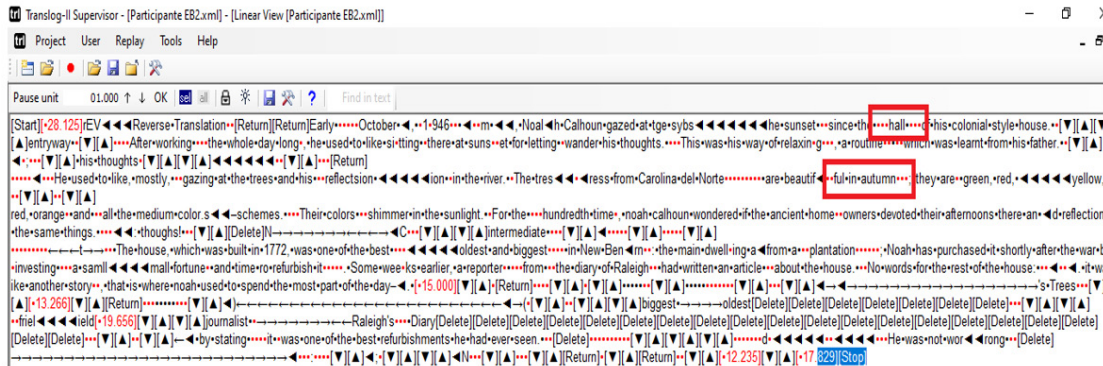 Translog-II Supervisor - [Participante EB2.xml] - [Linear View [Participante EB2.xml]]
Project User Replay Tools Help
Pause unit 01.000 ↑ ↓ OK sel all Find in text
[Start][•28.125]rEV◄◄◄Reverse•Translation••[Return][Return]Early••••••October•◄,••1•946•••◄••m◄◄,•Noal◄h•Calhoun•gazed•at•tge•sybs◄◄◄◄◄◄◄he•sunset•••since•the••••hall••••of•his•colonial•style•house.••[▼][▲][▼]
[▲]entryway••[▼][▲]••••After•working••••the•whole•day•long•,•he•used•to•like•si•tting•there•at•suns••et•for•letting••wander•his•thoughts.••••This•was•his•way•of•relaxin•g•••,•a•routine••••••which•was•learnt•from•his•father.••[▼][▲]
◄•;•••[▼][▲]•his•thoughts•[▼][▲]◄◄◄◄◄◄••[▼][▲]•••[Return]
•••••◄•••He•used•to•like,•mostly,•••gazing•at•the•trees•and•his•••reflectsion•◄◄◄◄◄ion••in•the•river.••The•tres◄◄•◄ress•from•Carolina•del•Norte••••••••••are•beautif◄••ful•in•autumn•••;•they•are••green,•red,•◄◄◄◄◄yellow,
••[▼][▲]••[▼][▲]
red,•orange••and•••all•the•medium•color.s◄◄–schemes.••••Their•colors•••shimmer•in•the•sunlight.••For•the••••hundredth•time•,•noah•calhoun•wondered•if•the•ancient•home••owners•devoted•their•afternoons•there•an•◄d•reflection
•the•same•things.••••◄◄:•thoughs!•••[▼][▲][Delete]N→→→→→→→→→→→→◄C•••[▼][▲][▼][▲]intermediate••••[▼][▲]◄•••••[▼][▲]•••••[▼][▲]
•••••••••←←←t→→•••The•house,•which•was•built•in•1772,•was•one•of•the•best••••◄◄◄◄◄oldest•and•biggest•••••in•New•Ben◄rn••:•the•main•dwell•ing•a◄from•a•••plantation••••••;•Noah•has•purchased•it•shortly•after•the•war•b
•investing••••a•samll◄◄◄◄mall•fortune••and•time•ro•refurbish•it••••••.•Some•wee•ks•earlier,•a•reporter•••••from••••the•diary•of•Raleigh•••had•written•an•article•••about•the•house.••••No•words•for•the•rest•of•the•house:•••◄••◄.•it•w
ike•another•story••,•that•is•where•noah•used•to•spend•the•most•part•of•the•day–◄.•[•15.000][▼][▲]•[Return]••••[▼][▲]•[▼][▲]•••••••[▼][▲]••••••••••••[▼][▲]•••[▼][▲]◄→◄→→→→→→→→→→→→→→→→'s•Trees•••[▼]
[▲][•13.266][▼][▲][Return]••••••••••[▼][▲]◄)←←←←←←←←←←←←←←←←←←←←←←◄→(•[▼][▲]••[▼][▲][▼][▲]biggest•→→→→→oldest[Delete][Delete][Delete][Delete][Delete][Delete][Delete]•••[▼][▲][▼][▲]
••friel◄◄◄◄ield[•19.656][▼][▲][▼][▲]journalist••→→→→→→→→←←Raleigh's••••Diary[Delete][Delete][Delete][Delete][Delete][Delete][Delete][Delete][Delete][Delete][Delete][Delete][Delete][Delete][Delete][Delete]
[Delete][Delete]•••[▼][▲]••[▼][▲]←◄•by•stating•••••it••was•one•of•the•best•refurbishments•he•had•ever•seen.•••[Delete]••••••••••[▼][▲][▼][▲][▼][▲]••••••d•◄◄◄◄◄••◄◄◄◄•••He•was•not•wor◄◄rong•••[Delete]
→→→→→→→→→→→→→→→→→→→→→◄•••:••••[▼][▲]◄;•[▼][▲][▼][▲]◄N•••[▼][▲]•••[▼][▲][Return]•[▼][▲][Return]••[▼][▲][•12.235][▼][▲][•17.829][Stop]